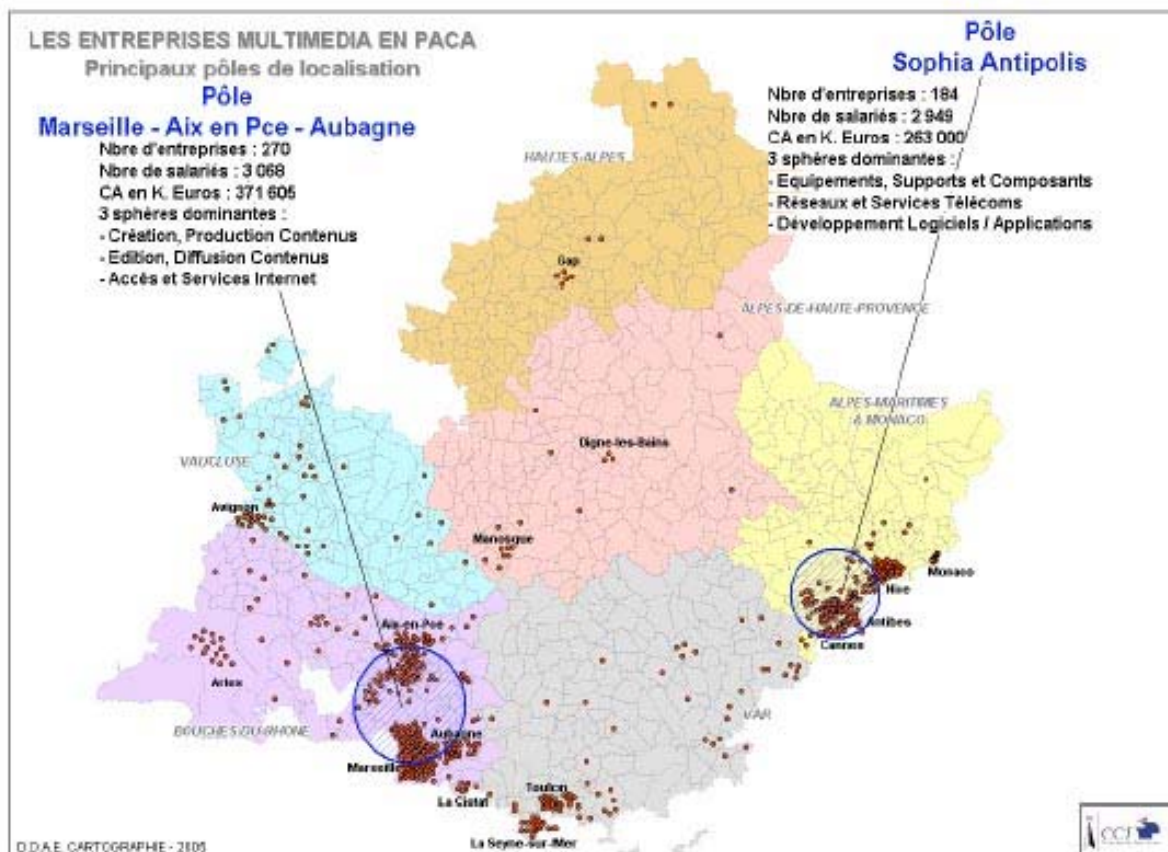 LES ENTREPRISES MULTIMEDIA EN PACA
Principaux pôles de localisation
Pôle
Marseille - Aix en Pce - Aubagne
Nbre d'entreprises : 270
Nbre de salariés : 3 068
CA en K. Euros : 371 605
3 sphères dominantes :
- Création, Production Contenus
- Edition, Diffusion Contenus
- Accès et Services Internet
Pôle
Sophia Antipolis
Nbre d'entreprises : 184
Nbre de salariés : 2 949
CA en K. Euros : 263 000
3 sphères dominantes :
- Equipements, Supports et Composants
- Réseaux et Services Télécoms
- Développement Logiciels / Applications
HAUTES-ALPES
Gap
ALPES-DE-HAUTE-PROVENCE
ALPES-MARITIMES
& MONACO
Digne-les-Bains
VAUCLUSE
Avignon
Manosque
Monaco
Nice
Antibes
Cannes
Aix-en-Pce
Arles
VAR
BOUCHES-DU-RHONE
Aubagne
Marseille
La Ciotat
Toulon
La Seyne-sur-Mer
D.D.A.E. CARTOGRAPHIE - 2005